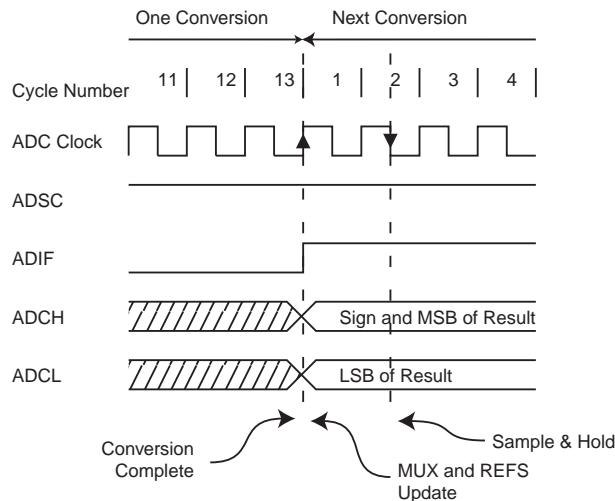 One Conversion Next Conversion
Cycle Number 11 12 13 1 2 3 4
ADC Clock
ADSC
ADIF
ADCH Sign and MSB of Result
ADCL LSB of Result
Conversion
Complete
MUX and REFS
Update
Sample & Hold